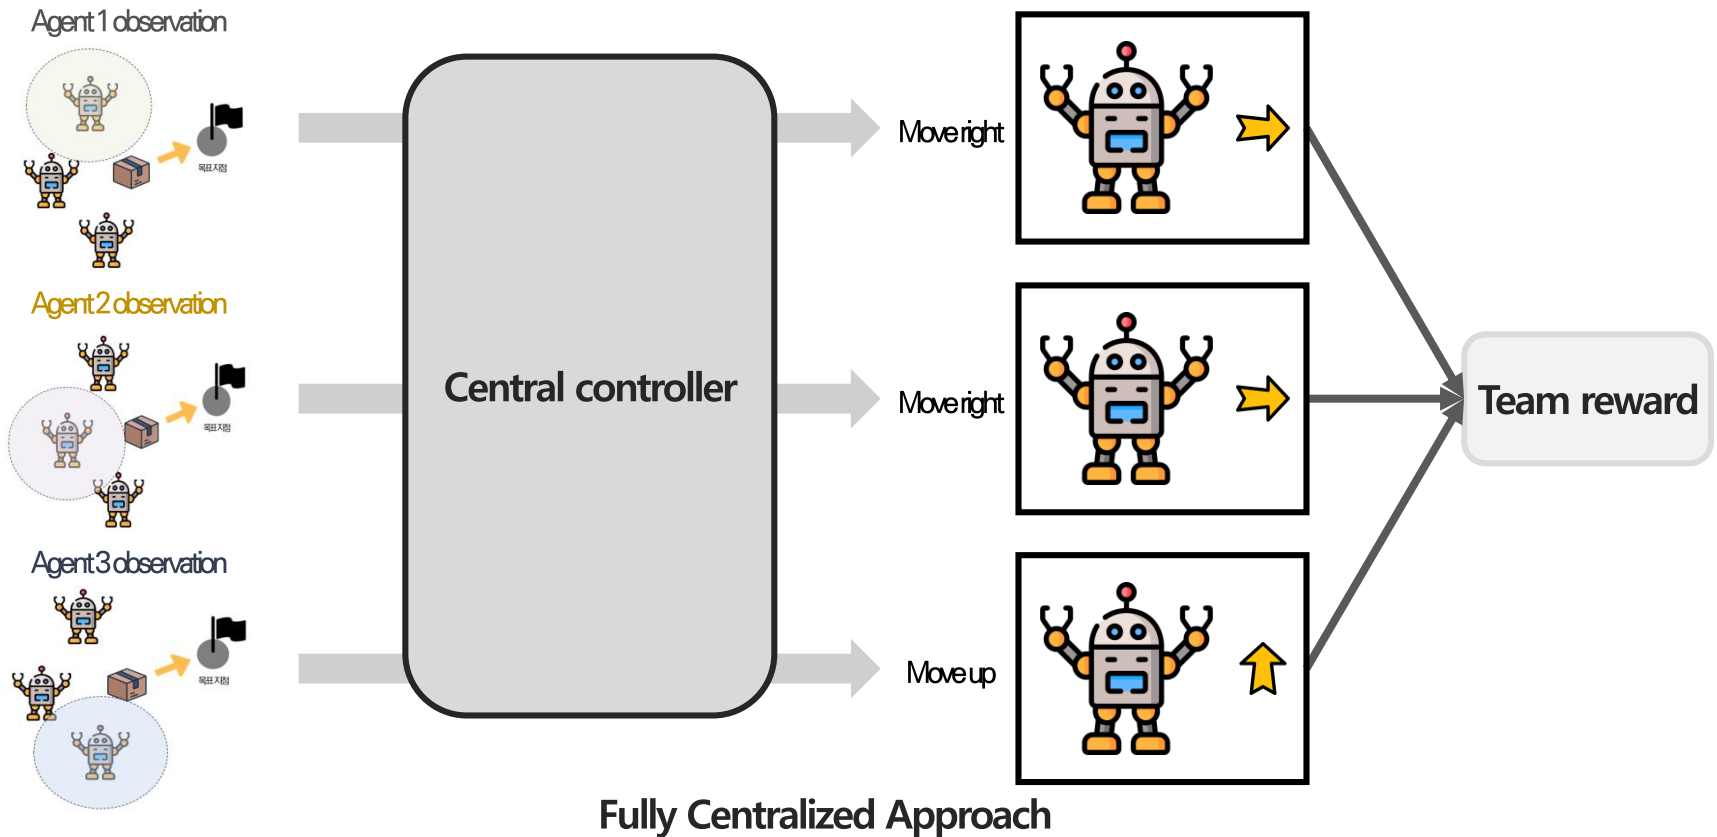 Agent 1 observation
목표지점
Agent 2 observation
목표지점
Agent 3 observation
목표지점
Central controller
Move right
Move right
Move up
Team reward
Fully Centralized Approach